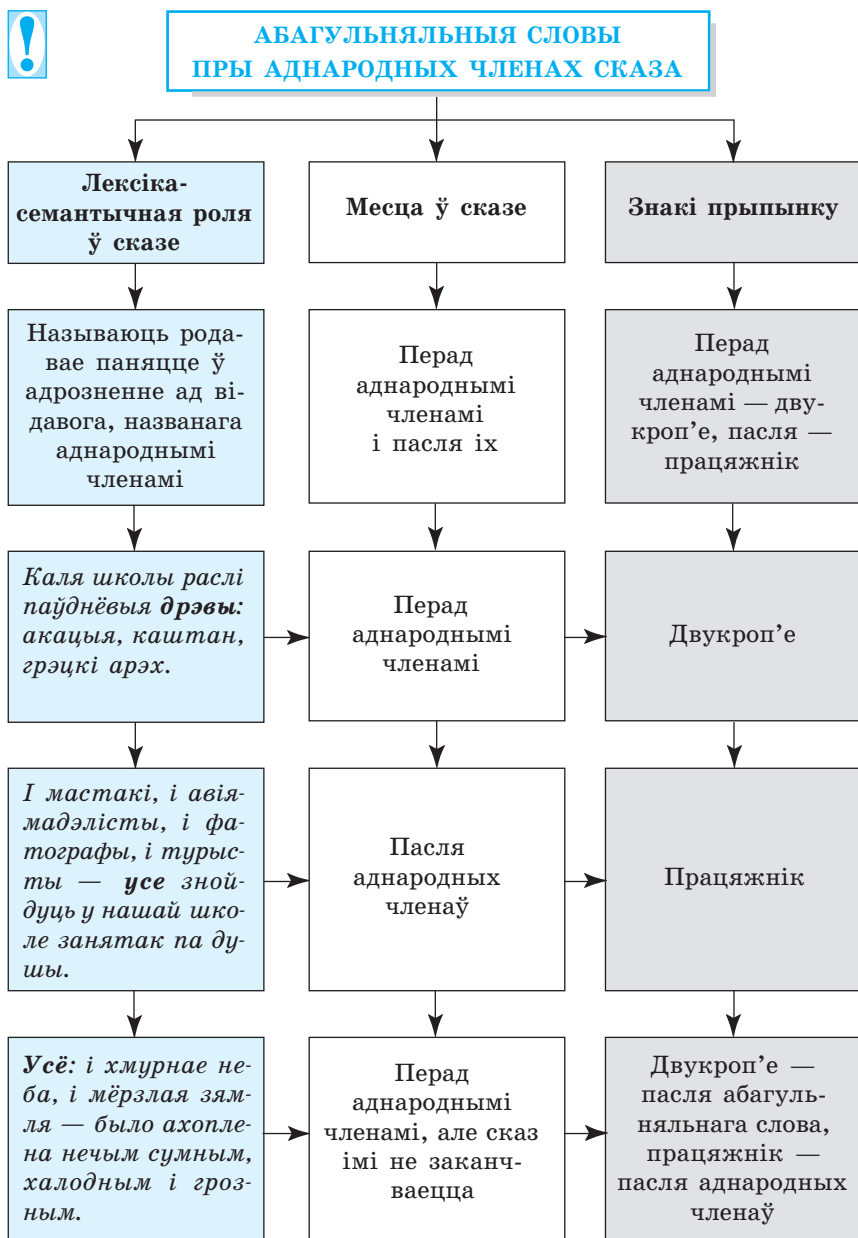 !
АБАГУЛЬНЯЛЬНЫЯ СЛОВЫ
ПРЫ АДНАРОДНЫХ ЧЛЕНАХ СКАЗА
Лексіка-
семантычная роля
ў сказе
Месца ў сказе
Знакі прыпынку
Называюць рода-
вае паняцце ў
адрозненне ад ві-
давога, названага
аднароднымі
членамі
Перад
аднароднымі
членамі
і пасля іх
Перад
аднароднымі
членамі — дву-
кроп’е, пасля —
працяжнік
Каля школы раслі
паўднёвыя дрэвы:
акацыя, каштан,
грэцкі арэх.
Перад
аднароднымі
членамі
Двукроп’е
І мастакі, і авія-
мадэлісты, і фа-
тографы, і турыс-
ты — усе зной-
дуць у нашай шко-
ле занятак па ду-
шы.
Пасля
аднародных
членаў
Працяжнік
Усё: і хмурнае не-
ба, і мёрзлая зям-
ля — было ахопле-
на нечым сумным,
халодным і гроз-
ным.
Перад
аднароднымі
членамі, але сказ
імі не заканч-
ваецца
Двукроп’е —
пасля абагуль-
няльнага слова,
працяжнік —
пасля аднародных
членаў